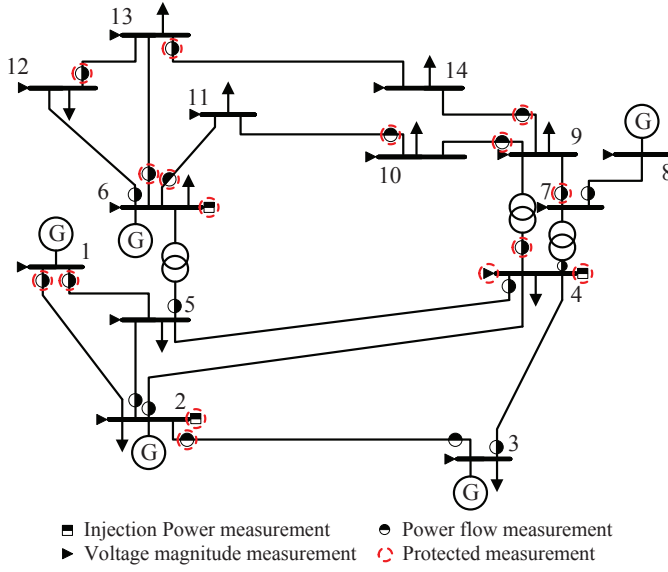 13
12
14
11
G
9
10
8
6
7
G
G
1
4
5
2
3
G
G
Injection Power measurement
Power flow measurement
Voltage magnitude measurement
Protected measurement